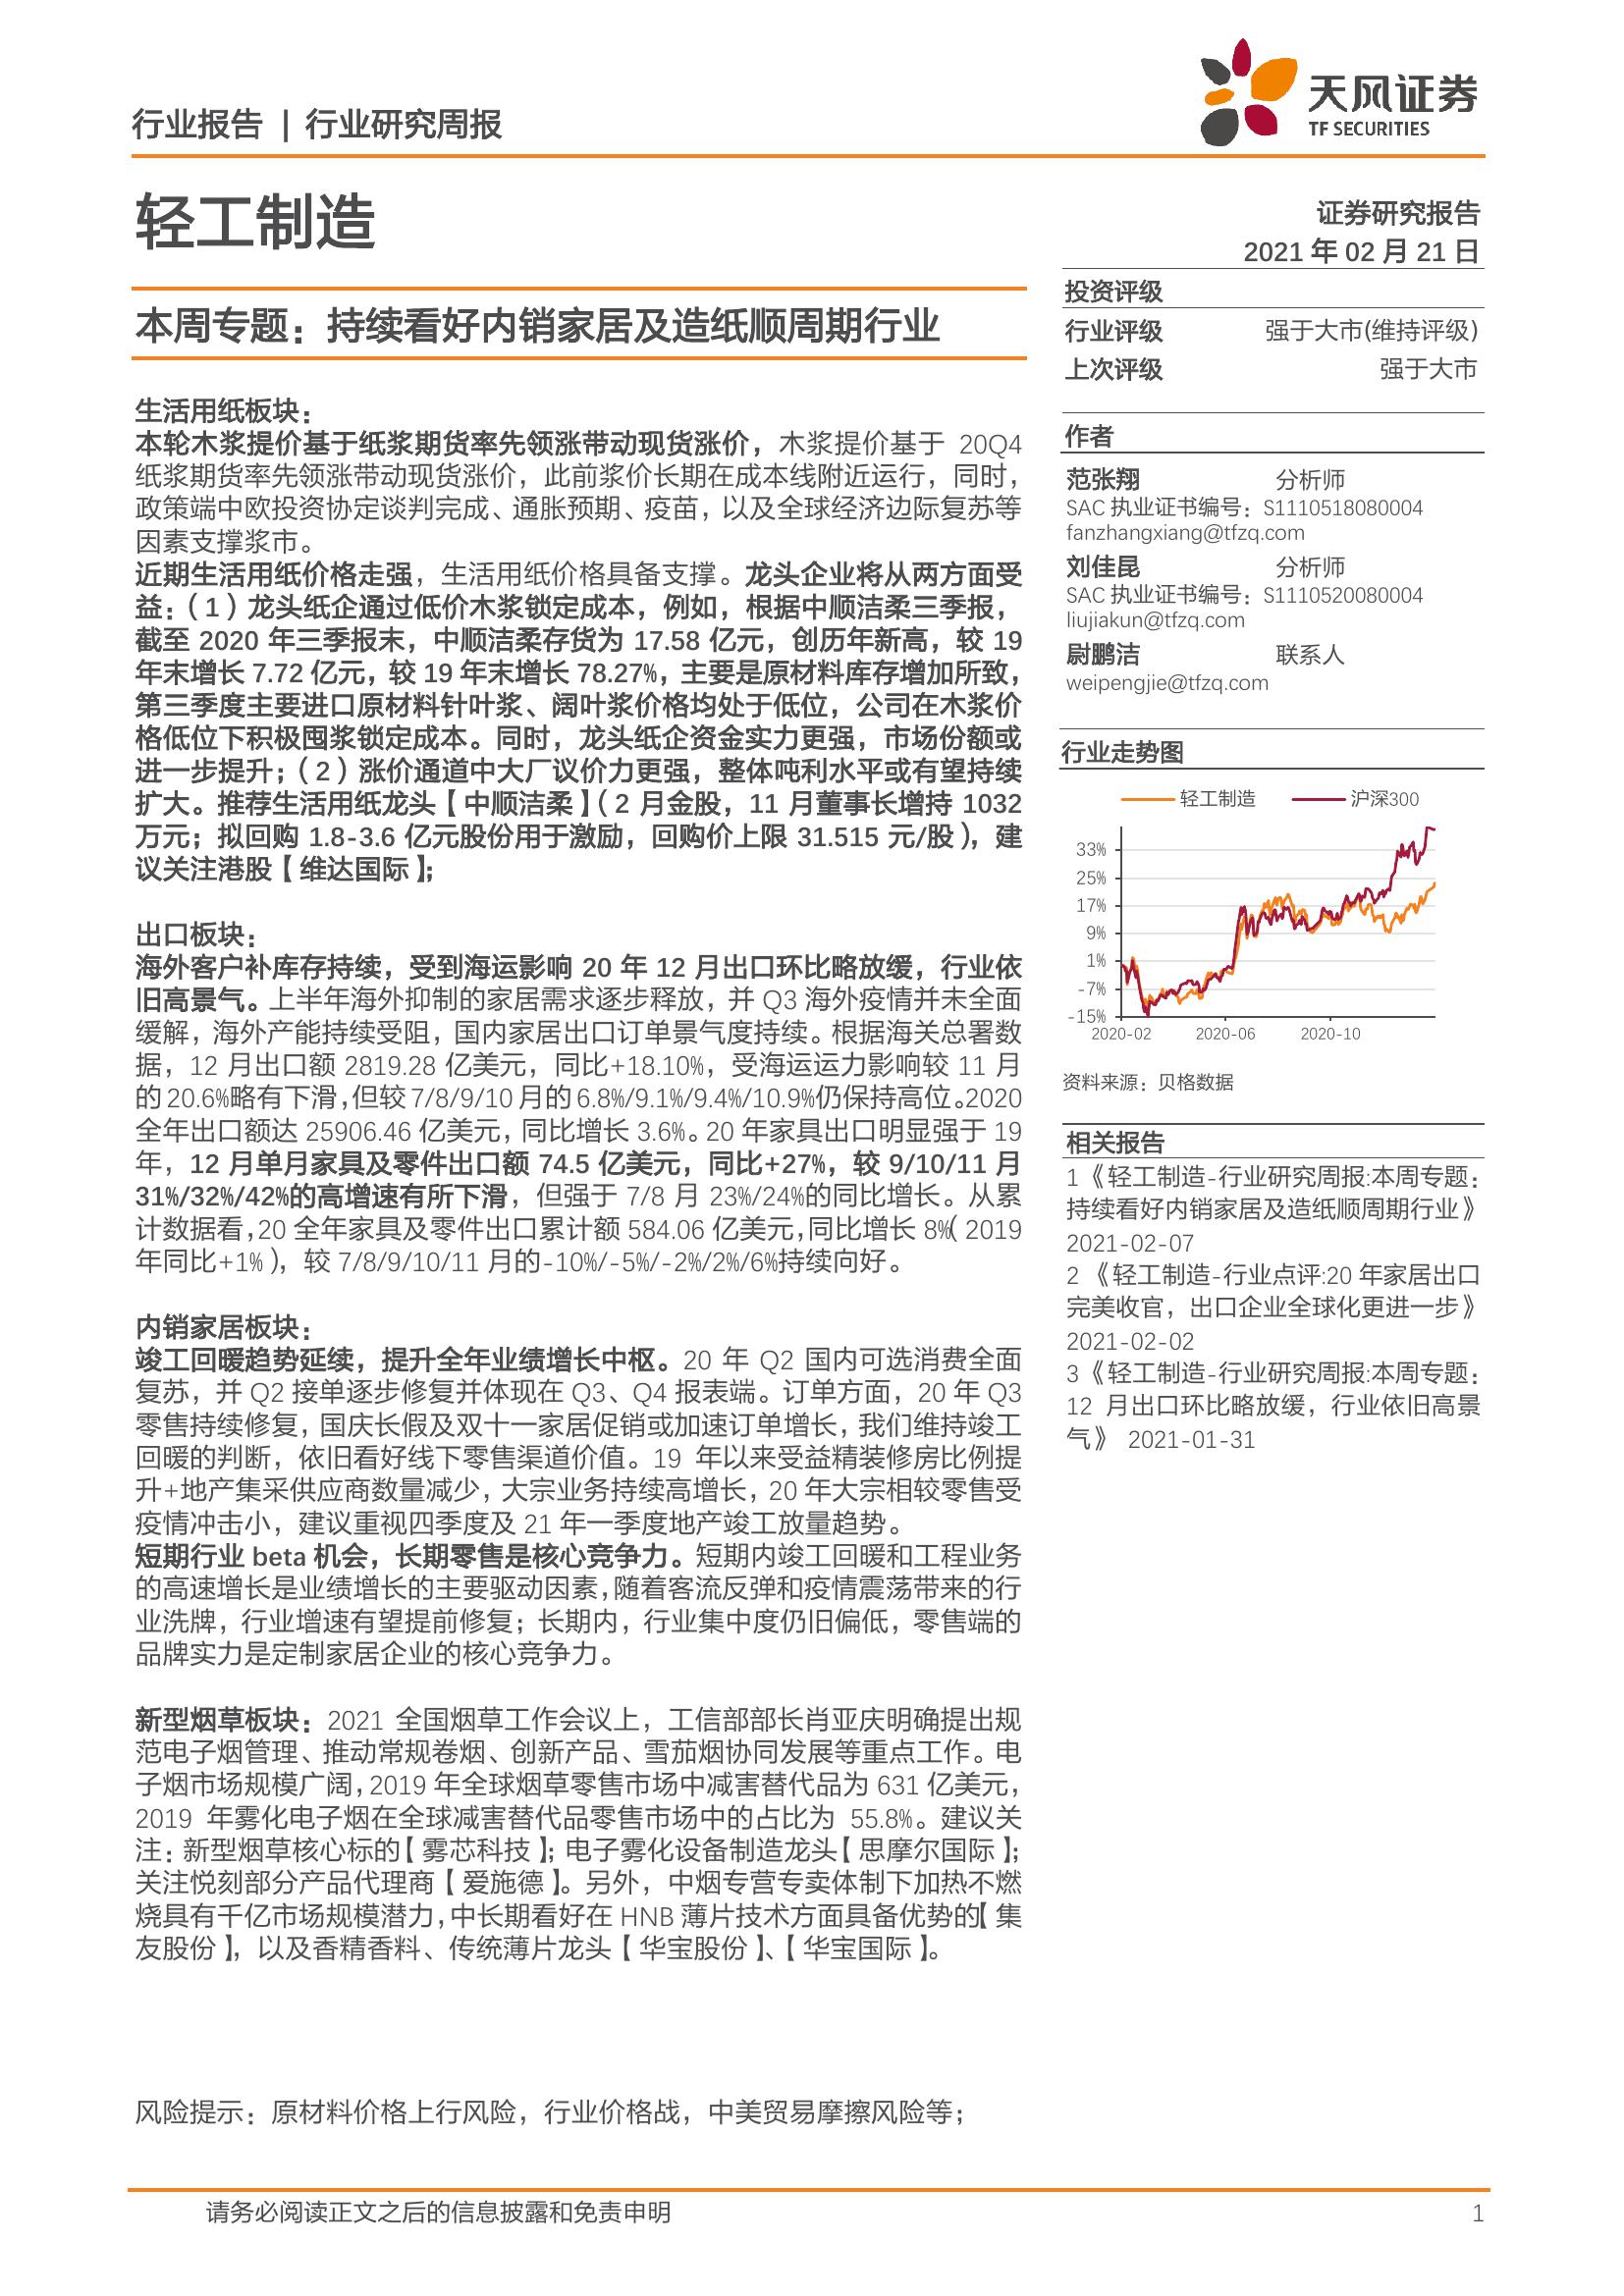 行业报告 | 行业研究周报
天风证券
TF SECURITIES
轻工制造
证券研究报告
2021 年 02 月 21 日
本周专题：持续看好内销家居及造纸顺周期行业
生活用纸板块：
本轮木浆提价基于纸浆期货率先领涨带动现货涨价，木浆提价基于 20Q4
纸浆期货率先领涨带动现货涨价，此前浆价长期在成本线附近运行，同时，
政策端中欧投资协定谈判完成、通胀预期、疫苗，以及全球经济边际复苏等
因素支撑浆市。
近期生活用纸价格走强，生活用纸价格具备支撑。龙头企业将从两方面受
益：（1）龙头纸企通过低价木浆锁定成本，例如，根据中顺洁柔三季报，
截至 2020 年三季报末，中顺洁柔存货为 17.58 亿元，创历年新高，较 19
年末增长 7.72 亿元，较 19 年末增长 78.27%，主要是原材料库存增加所致，
第三季度主要进口原材料针叶浆、阔叶浆价格均处于低位，公司在木浆价
格低位下积极囤浆锁定成本。同时，龙头纸企资金实力更强，市场份额或
进一步提升；（2）涨价通道中大厂议价力更强，整体吨利水平或有望持续
扩大。推荐生活用纸龙头【中顺洁柔】（2 月金股，11 月董事长增持 1032
万元；拟回购 1.8-3.6 亿元股份用于激励，回购价上限 31.515 元/股），建
议关注港股【维达国际】；
出口板块：
海外客户补库存持续，受到海运影响 20 年 12 月出口环比略放缓，行业依
旧高景气。上半年海外抑制的家居需求逐步释放，并 Q3 海外疫情并未全面
缓解，海外产能持续受阻，国内家居出口订单景气度持续。根据海关总署数
据，12 月出口额 2819.28 亿美元，同比+18.10%，受海运运力影响较 11 月
的 20.6%略有下滑，但较 7/8/9/10 月的 6.8%/9.1%/9.4%/10.9%仍保持高位。2020
全年出口额达 25906.46 亿美元，同比增长 3.6%。20 年家具出口明显强于 19
年，12 月单月家具及零件出口额 74.5 亿美元，同比+27%，较 9/10/11 月
31%/32%/42%的高增速有所下滑，但强于 7/8 月 23%/24%的同比增长。从累
计数据看，20 全年家具及零件出口累计额 584.06 亿美元，同比增长 8%（2019
年同比+1%），较 7/8/9/10/11 月的-10%/-5%/-2%/2%/6%持续向好。
内销家居板块：
竣工回暖趋势延续，提升全年业绩增长中枢。20 年 Q2 国内可选消费全面
复苏，并 Q2 接单逐步修复并体现在 Q3、Q4 报表端。订单方面，20 年 Q3
零售持续修复，国庆长假及双十一家居促销或加速订单增长，我们维持竣工
回暖的判断，依旧看好线下零售渠道价值。19 年以来受益精装修房比例提
升+地产集采供应商数量减少，大宗业务持续高增长，20 年大宗相较零售受
疫情冲击小，建议重视四季度及 21 年一季度地产竣工放量趋势。
短期行业 beta 机会，长期零售是核心竞争力。短期内竣工回暖和工程业务
的高速增长是业绩增长的主要驱动因素，随着客流反弹和疫情震荡带来的行
业洗牌，行业增速有望提前修复；长期内，行业集中度仍旧偏低，零售端的
品牌实力是定制家居企业的核心竞争力。
新型烟草板块：2021 全国烟草工作会议上，工信部部长肖亚庆明确提出规
范电子烟管理、推动常规卷烟、创新产品、雪茄烟协同发展等重点工作。电
子烟市场规模广阔，2019 年全球烟草零售市场中减害替代品为 631 亿美元，
2019 年雾化电子烟在全球减害替代品零售市场中的占比为 55.8%。建议关
注：新型烟草核心标的【雾芯科技】；电子雾化设备制造龙头【思摩尔国际】；
关注悦刻部分产品代理商【爱施德】。另外，中烟专营专卖体制下加热不燃
烧具有千亿市场规模潜力，中长期看好在 HNB 薄片技术方面具备优势的【集
友股份】，以及香精香料、传统薄片龙头【华宝股份】、【华宝国际】。
风险提示：原材料价格上行风险，行业价格战，中美贸易摩擦风险等；
投资评级
行业评级 强于大市(维持评级)
上次评级 强于大市
作者
范张翔 分析师
SAC 执业证书编号：S1110518080004
fanzhangxiang@tfzq.com
刘佳昆 分析师
SAC 执业证书编号：S1110520080004
liujiakun@tfzq.com
尉鹏洁 联系人
weipengjie@tfzq.com
行业走势图
轻工制造 沪深300
33%
25%
17%
9%
1%
-7%
-15%
2020-02 2020-06 2020-10
资料来源：贝格数据
相关报告
1 《轻工制造-行业研究周报:本周专题：
持续看好内销家居及造纸顺周期行业》
2021-02-07
2 《轻工制造-行业点评:20 年家居出口
完美收官，出口企业全球化更进一步》
2021-02-02
3 《轻工制造-行业研究周报:本周专题：
12 月出口环比略放缓，行业依旧高景
气》 2021-01-31
请务必阅读正文之后的信息披露和免责申明 1